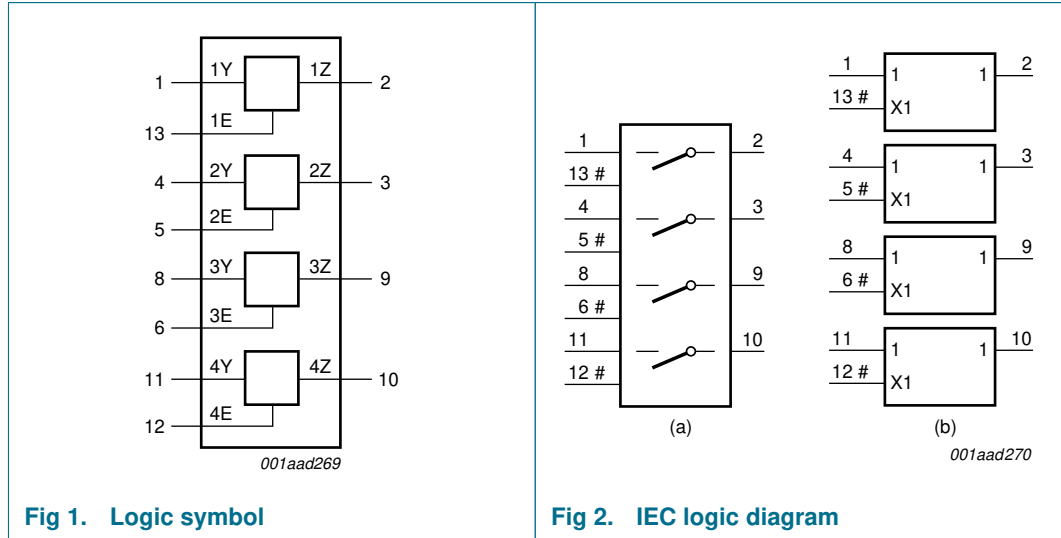 1Y 1Z
1 2
1E
13
2Y 2Z
4 3
2E
5
3Y 3Z
8 9
3E
6
4Y 4Z
11 10
4E
12
001aad269
Fig 1. Logic symbol
1 2
13 #
4 3
5 #
8 9
6 #
11 10
12 #
(a)
1 2
1 1
13 #
X1
4 3
1 1
5 #
X1
8 9
1 1
6 #
X1
11 10
1 1
12 #
X1
(b)
001aad270
Fig 2. IEC logic diagram